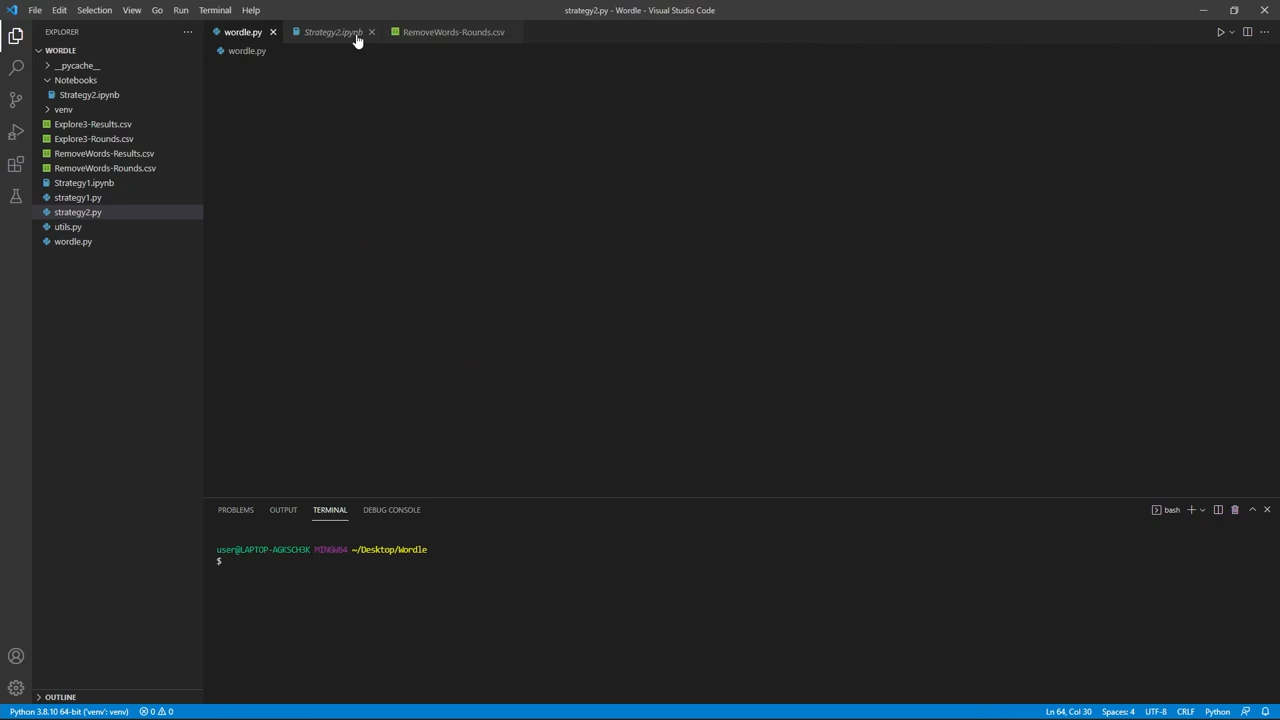 File Edit Selection View Go Run Terminal Help
strategy2.py - Wordle - Visual Studio Code
EXPLORER
wordle.py
Strategy2.ipynb
RemoveWords-Rounds.csv
WORDLE
wordle.py
__pycache__
Notebooks
Strategy2.ipynb
venv
Explore3-Results.csv
Explore3-Rounds.csv
RemoveWords-Results.csv
RemoveWords-Rounds.csv
Strategy1.ipynb
strategy1.py
strategy2.py
utils.py
wordle.py
PROBLEMS OUTPUT TERMINAL DEBUG CONSOLE
bash
user@LAPTOP-AGKSCH3K MINGW64 ~/Desktop/Wordle
$
OUTLINE
Python 3.8.10 64-bit ('venv': venv) 0 0
Ln 64, Col 30 Spaces: 4 UTF-8 CRLF Python